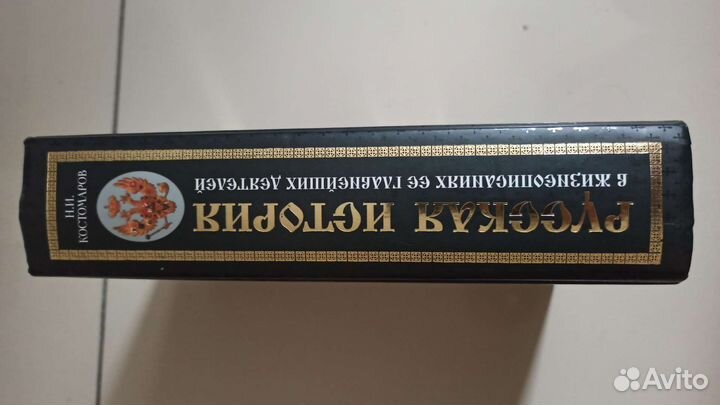 Н.И.
КОСТОМАРОВ
РУССКАЯ ИСТОРИЯ
В ЖИЗНЕОПИСАНИЯХ ЕЕ ГЛАВНЕЙШИХ ДЕЯТЕЛЕЙ
Avito